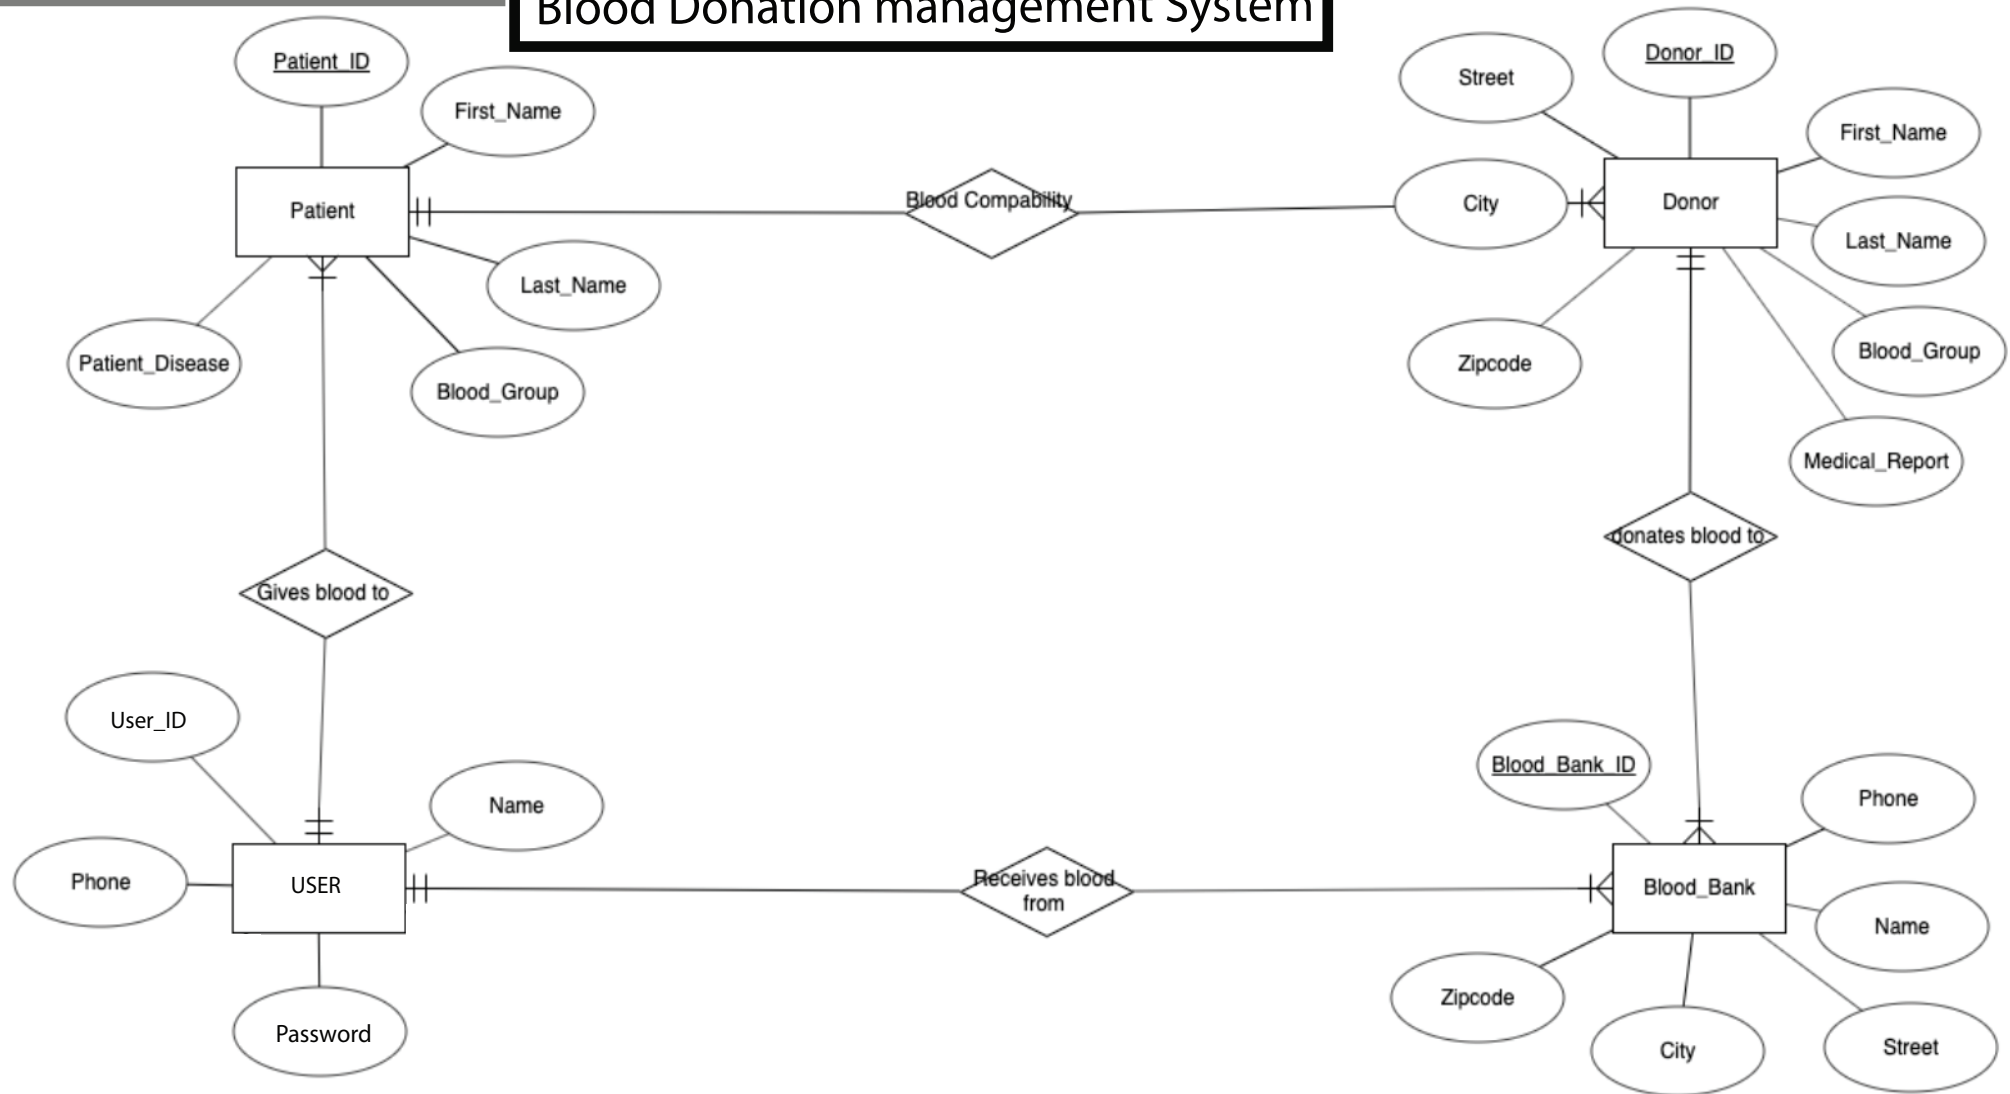 Blood Donation management System
Patient_ID
First_Name
Patient
Last_Name
Patient_Disease
Blood_Group
Blood Compability
Street
Donor_ID
First_Name
City
Donor
Last_Name
Zipcode
Blood_Group
Medical_Report
Gives blood to
donates blood to
User_ID
Name
Phone
USER
Password
Receives blood
from
Blood_Bank_ID
Phone
Blood_Bank
Name
Zipcode
City
Street